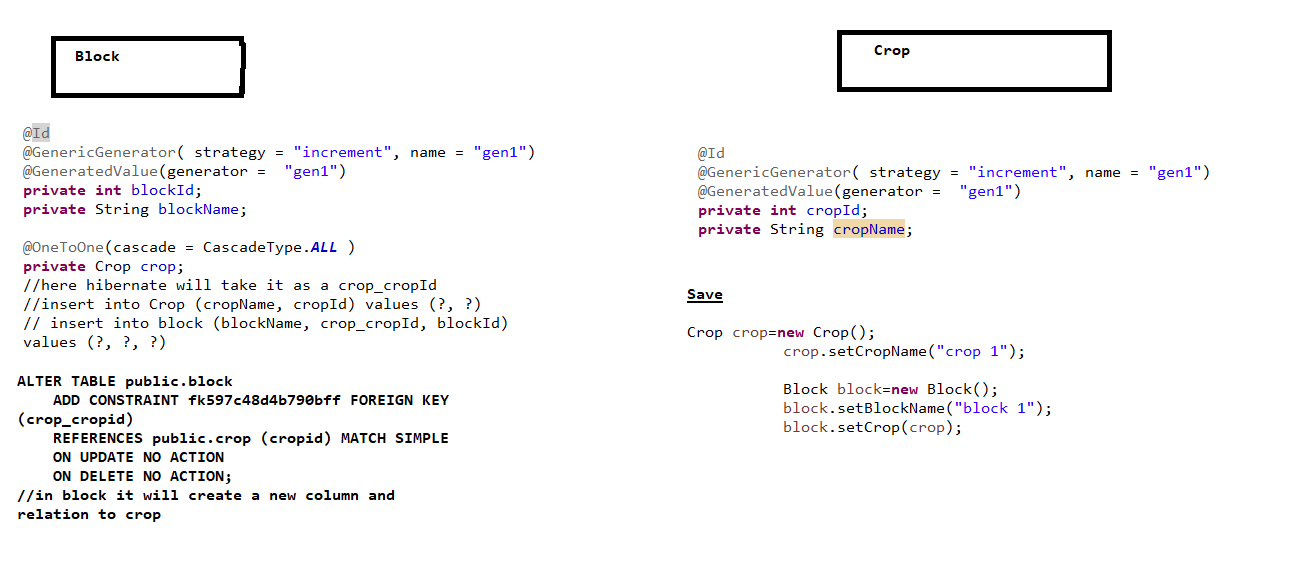 Block
@Id
@GenericGenerator( strategy = "increment", name = "gen1")
@GeneratedValue(generator =  "gen1")
private int blockId;
private String blockName;
@OneToOne(cascade = CascadeType.ALL )
private Crop crop;
//here hibernate will take it as a crop_cropId
//insert into Crop (cropName, cropId) values (?, ?)
// insert into block (blockName, crop_cropId, blockId)
values (?, ?, ?)
ALTER TABLE public.block
ADD CONSTRAINT fk597c48d4b790bff FOREIGN KEY
(crop_cropid)
REFERENCES public.crop (cropid) MATCH SIMPLE
ON UPDATE NO ACTION
ON DELETE NO ACTION;
//in block it will create a new column and
relation to crop
Crop
@Id
@GenericGenerator( strategy = "increment", name = "gen1")
@GeneratedValue(generator =  "gen1")
private int cropId;
private String cropName;
Save
Crop crop=new Crop();
crop.setCropName("crop 1");
Block block=new Block();
block.setBlockName("block 1");
block.setCrop(crop);